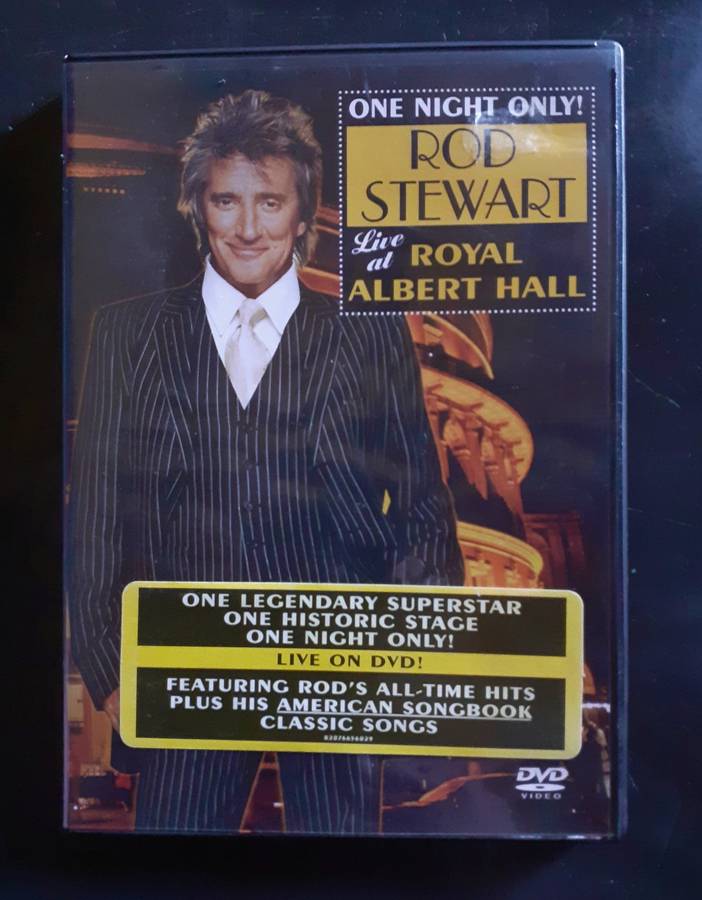 ONE NIGHT ONLY!
ROD
STEWART
Live
at ROYAL
ALBERT HALL
ONE LEGENDARY SUPERSTAR
ONE HISTORIC STAGE
ONE NIGHT ONLY!
LIVE ON DVD!
FEATURING ROD'S ALL-TIME HITS
PLUS HIS AMERICAN SONGBOOK
CLASSIC SONGS
DVD
VIDEO